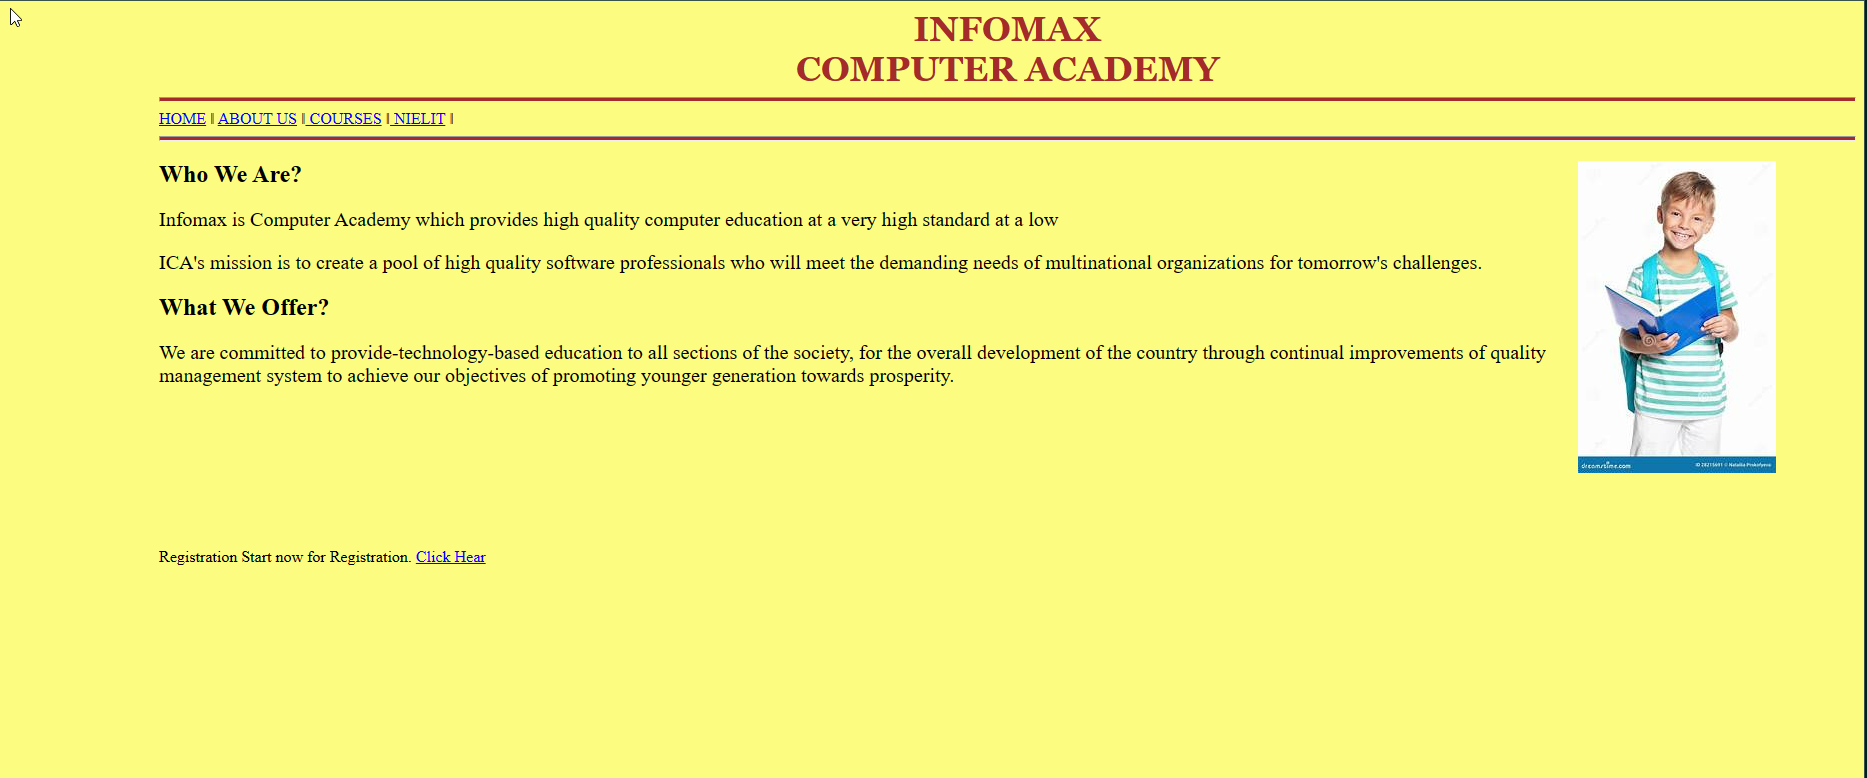 INFOMAX
COMPUTER ACADEMY
HOME || ABOUT US || COURSES || NIELIT ||
Who We Are?
Infomax is Computer Academy which provides high quality computer education at a very high standard at a low
ICA's mission is to create a pool of high quality software professionals who will meet the demanding needs of multinational organizations for tomorrow's challenges.
What We Offer?
We are committed to provide-technology-based education to all sections of the society, for the overall development of the country through continual improvements of quality
management system to achieve our objectives of promoting younger generation towards prosperity.
dreamstime.com
Registration Start now for Registration. Click Hear